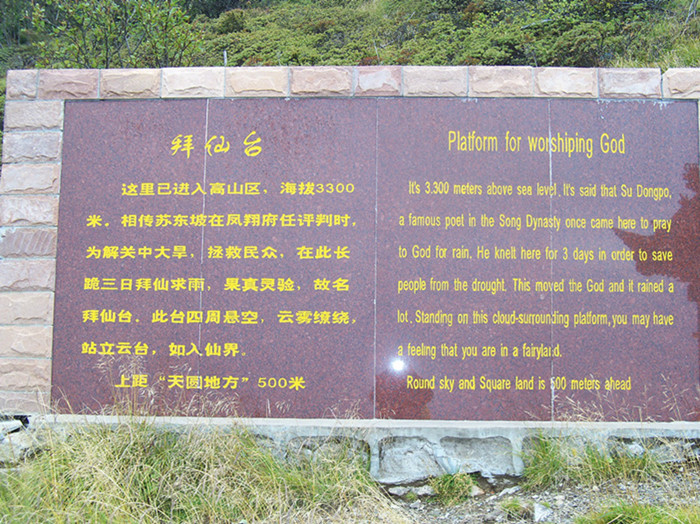 拜仙台
这里已进入高山区，海拔3300
米。相传苏东坡在凤翔府任评判时，
为解关中大旱，拯救民众，在此长
跪三日拜仙求雨，果真灵验，故名
拜仙台。此台四周悬空，云雾缭绕，
站立云台，如入仙界。
上距“天圆地方”500米
Platform for worshiping God
It's 3.300 meters above sea level. It's said that Su Dongpo,
a famous poet in the Song Dynasty once came here to pray
to God for rain. He knelt here for 3 days in order to save
people from the drought. This moved the God and it rained a
lot. Standing on this cloud-surrounding platform, you may have
a feeling that you are in a fairyland.
Round sky and Square land is 500 meters ahead